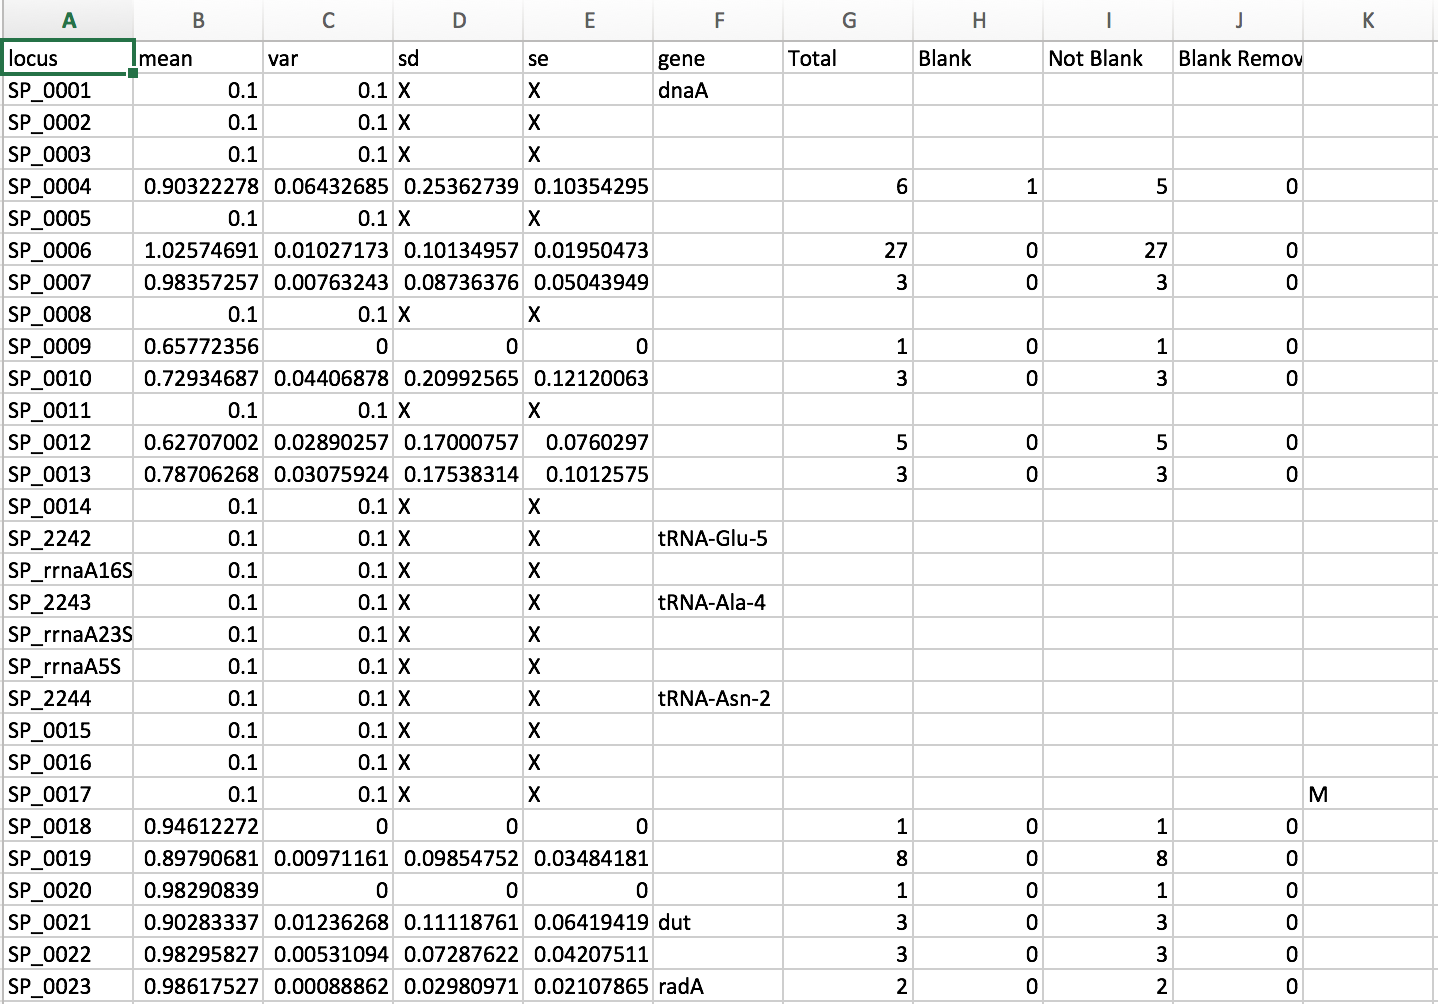 A B C D E F G H I J K
locus mean var sd se gene Total Blank Not Blank Blank Remov
SP_0001 0.1 0.1 X X dnaA
SP_0002 0.1 0.1 X X
SP_0003 0.1 0.1 X X
SP_0004 0.90322278 0.06432685 0.25362739 0.10354295 6 1 5 0
SP_0005 0.1 0.1 X X
SP_0006 1.02574691 0.01027173 0.10134957 0.01950473 27 0 27 0
SP_0007 0.98357257 0.00763243 0.08736376 0.05043949 3 0 3 0
SP_0008 0.1 0.1 X X
SP_0009 0.65772356 0 0 0 1 0 1 0
SP_0010 0.72934687 0.04406878 0.20992565 0.12120063 3 0 3 0
SP_0011 0.1 0.1 X X
SP_0012 0.62707002 0.02890257 0.17000757 0.0760297 5 0 5 0
SP_0013 0.78706268 0.03075924 0.17538314 0.1012575 3 0 3 0
SP_0014 0.1 0.1 X X
SP_2242 0.1 0.1 X X tRNA-Glu-5
SP_rrnaA16S 0.1 0.1 X X
SP_2243 0.1 0.1 X X tRNA-Ala-4
SP_rrnaA23S 0.1 0.1 X X
SP_rrnaA5S 0.1 0.1 X X
SP_2244 0.1 0.1 X X tRNA-Asn-2
SP_0015 0.1 0.1 X X
SP_0016 0.1 0.1 X X
SP_0017 0.1 0.1 X X M
SP_0018 0.94612272 0 0 0 1 0 1 0
SP_0019 0.89790681 0.00971161 0.09854752 0.03484181 8 0 8 0
SP_0020 0.98290839 0 0 0 1 0 1 0
SP_0021 0.90283337 0.01236268 0.11118761 0.06419419 dut 3 0 3 0
SP_0022 0.98295827 0.00531094 0.07287622 0.04207511 3 0 3 0
SP_0023 0.98617527 0.00088862 0.02980971 0.02107865 radA 2 0 2 0